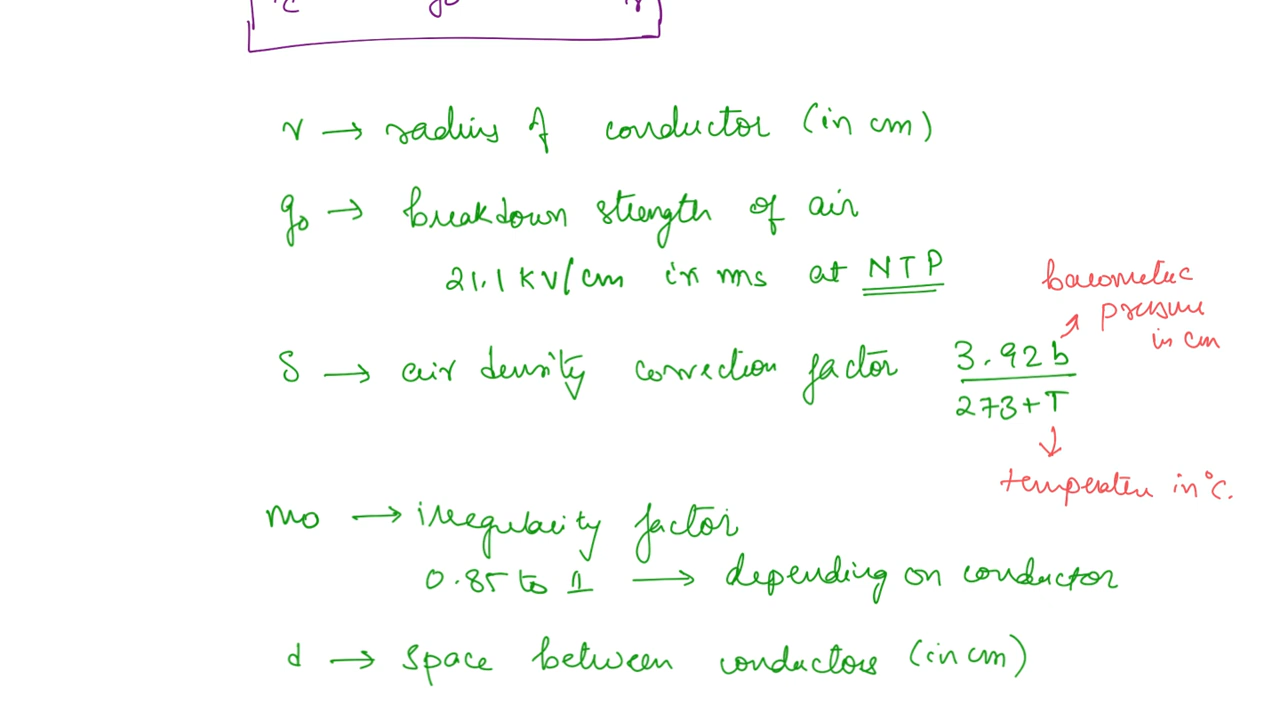 r → radius of conductor (in cm)
g₀ → breakdown strength of air
21.1 KV/cm in rms at NTP
barometric
pressure
in cm
δ → air density correction factor 3.92b
273+T
temperature in °C.
m₀ → irregularity factor
0.85 to 1 → depending on conductor
d → space between conductors (in cm)